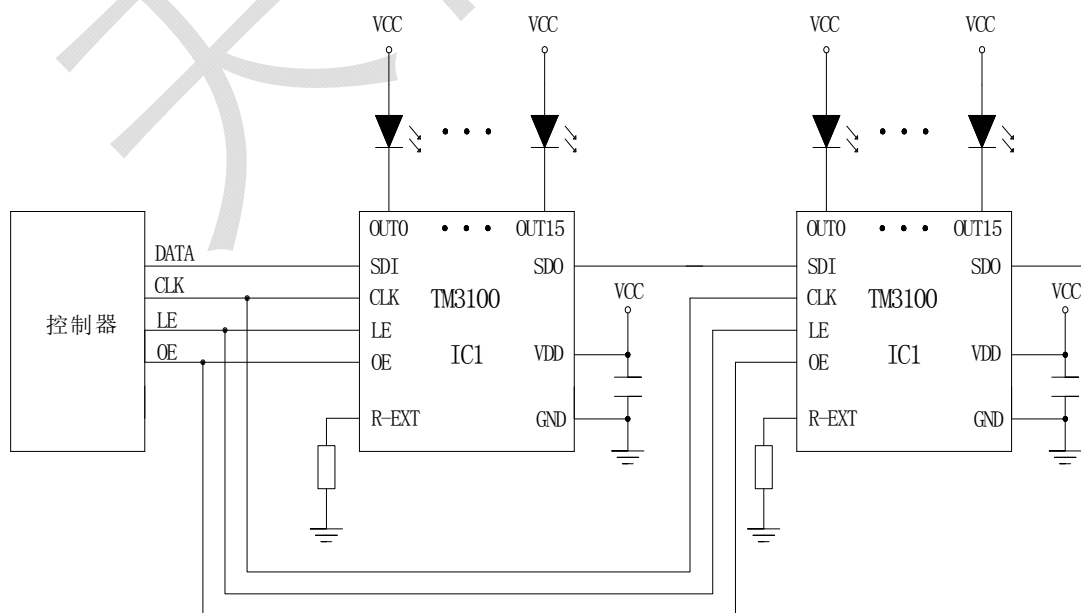 VCC VCC VCC VCC
OUT0 OUT15 OUT0 OUT15
DATA
SDI SDO SDI SDO
CLK
CLK TM3100 VCC CLK TM3100 VCC
控制器
LE
LE LE
OE
OE IC1 VDD OE IC1 VDD
R-EXT GND R-EXT GND